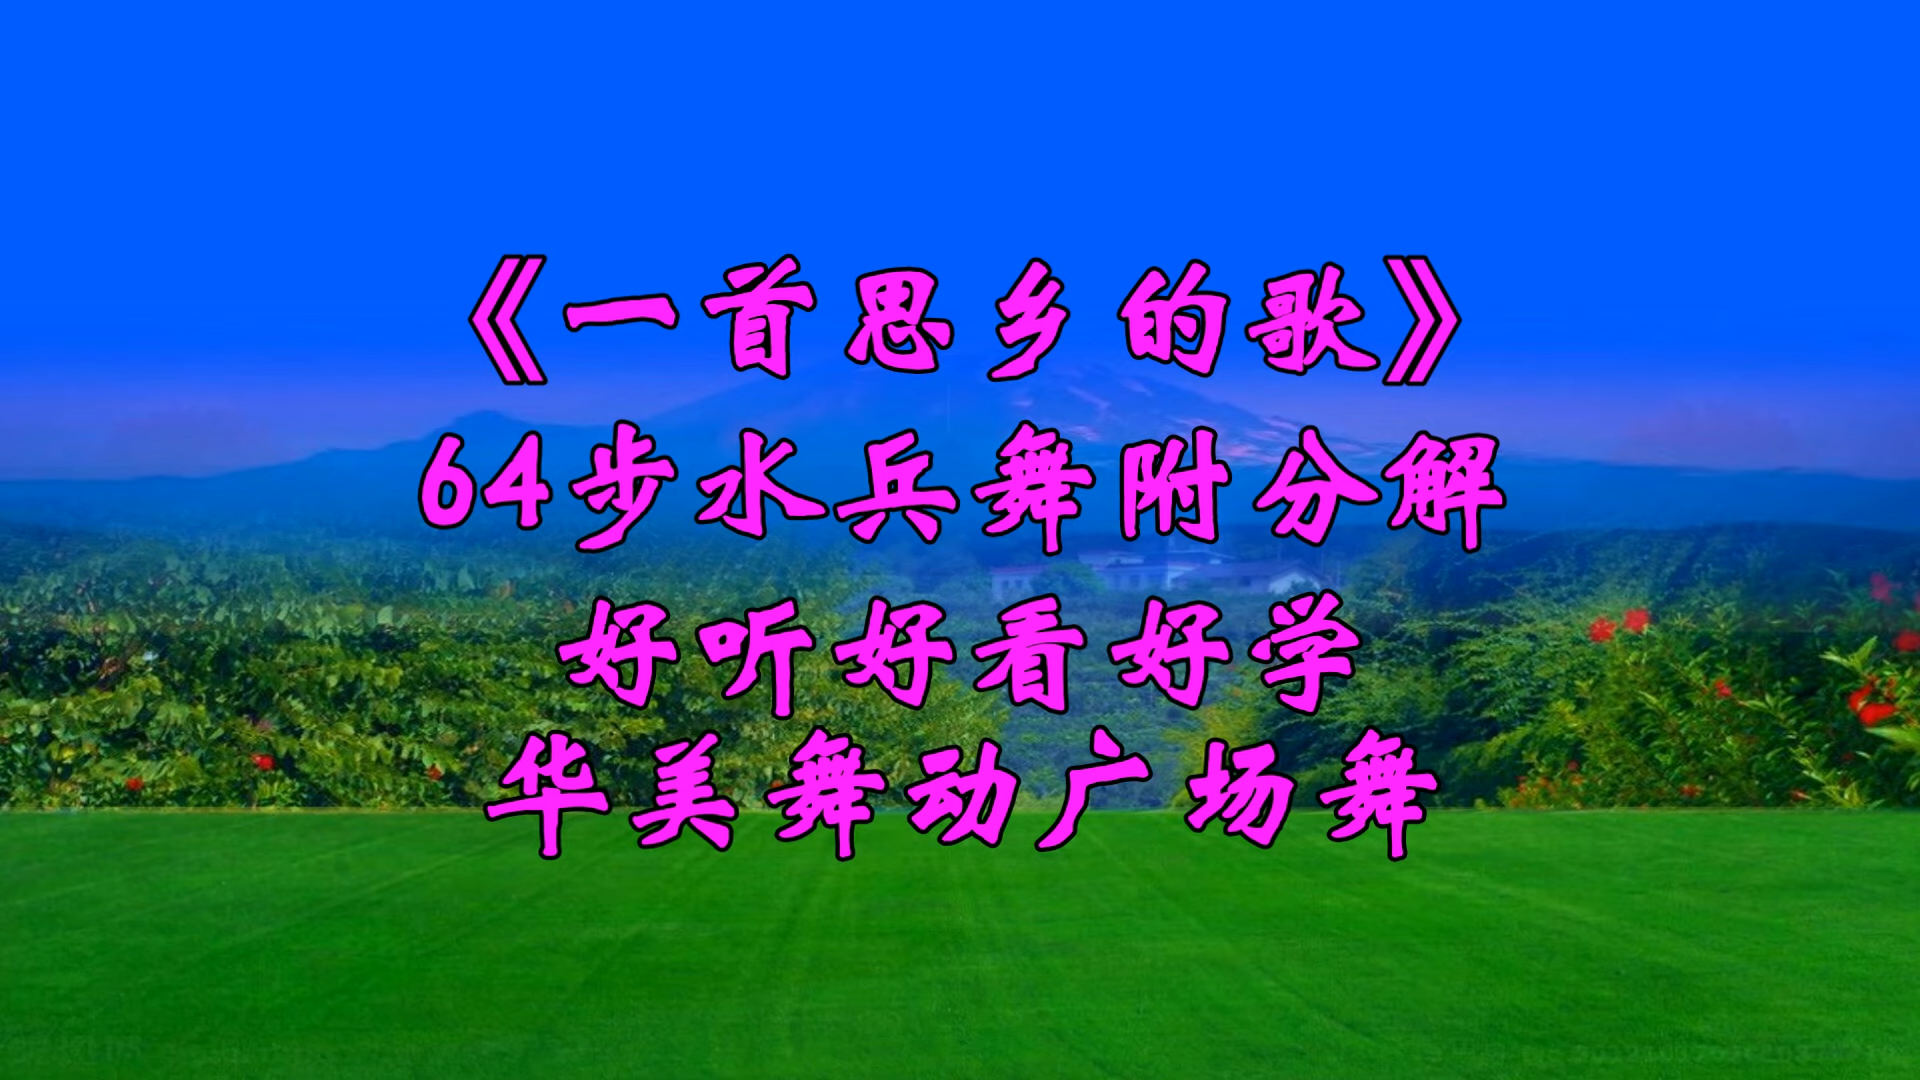 《一首思乡的歌》
64步水兵舞附分解
好听好看好学
华美舞动广场舞